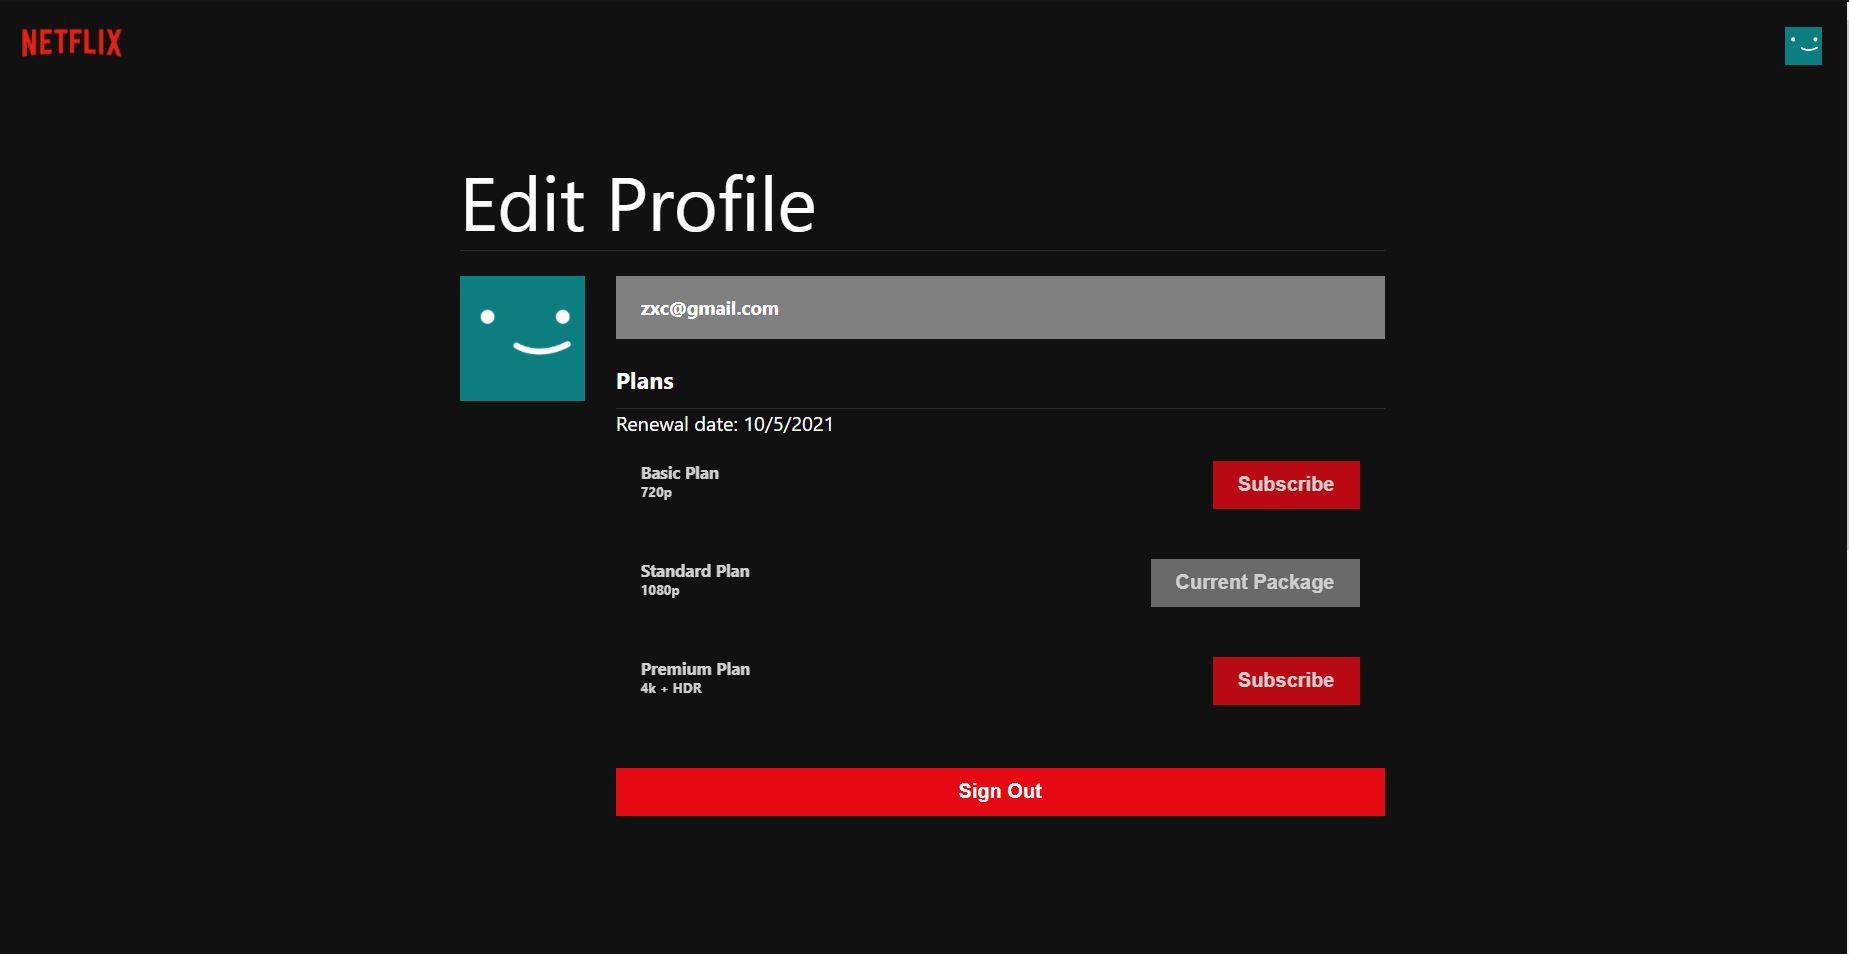 NETFLIX
Edit Profile
zxc@gmail.com
Plans
Renewal date: 10/5/2021
Basic Plan
720p
Subscribe
Standard Plan
1080p
Current Package
Premium Plan
4k + HDR
Subscribe
Sign Out